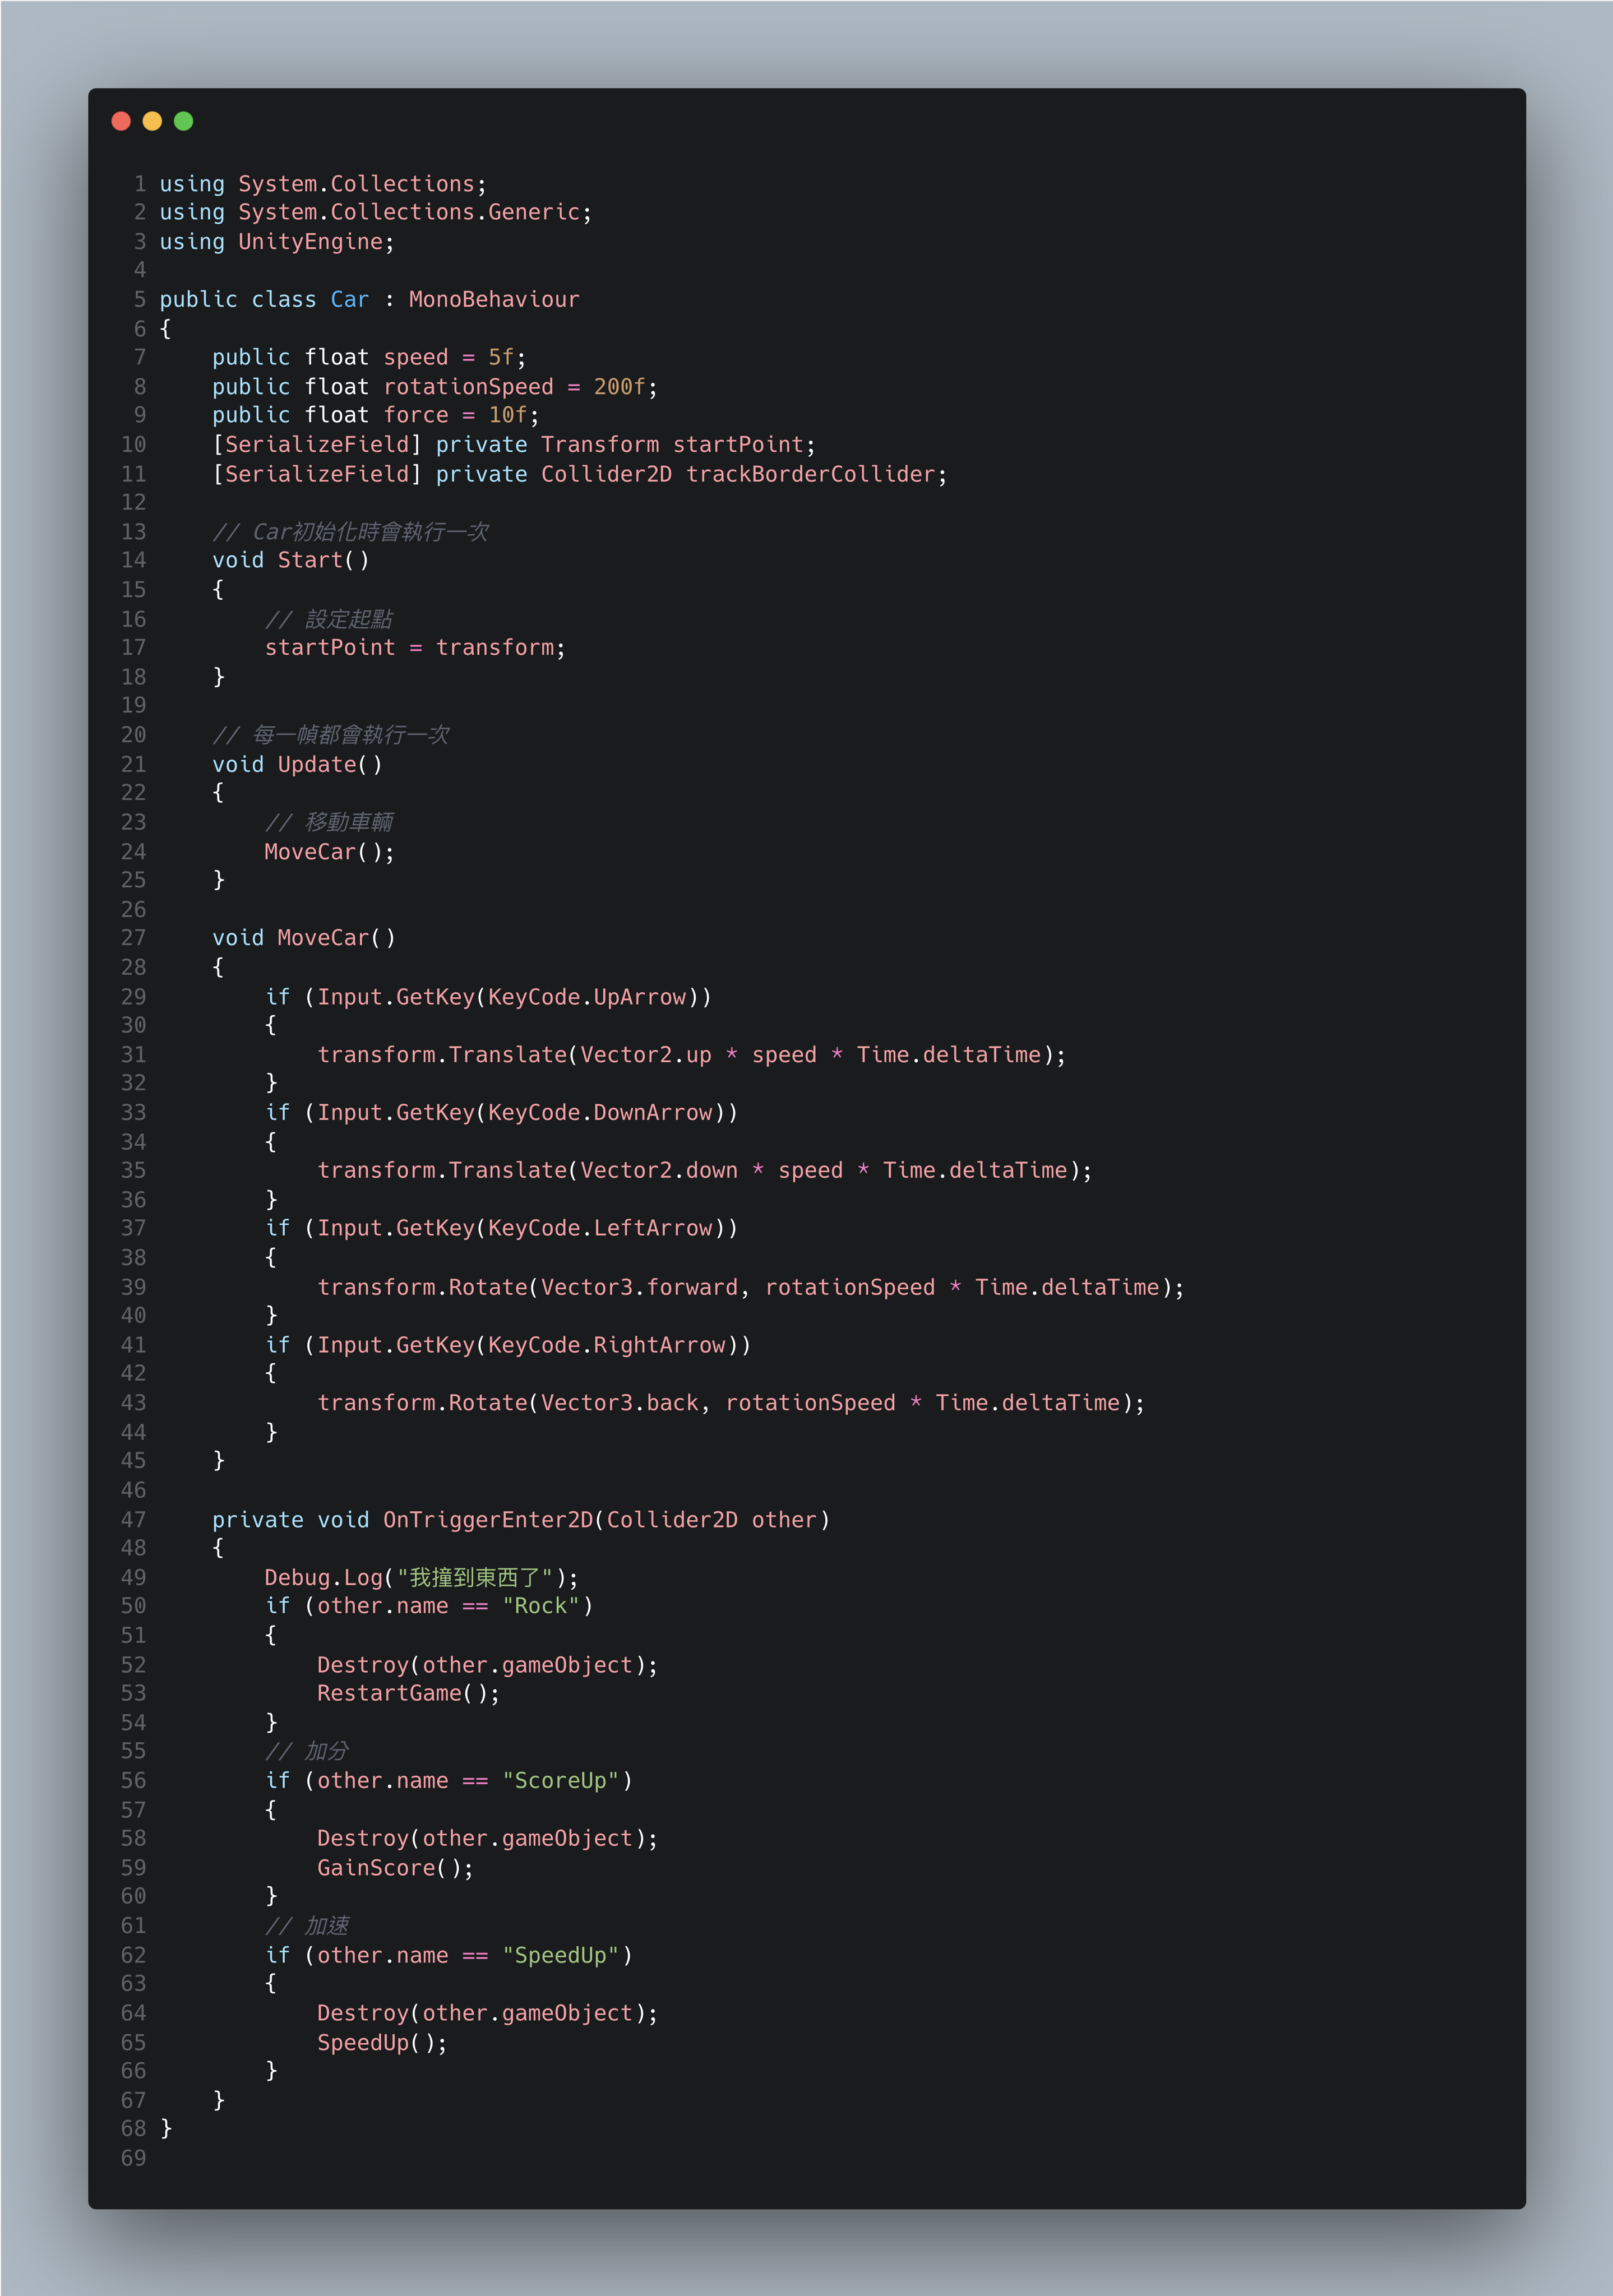 1 using System.Collections;
2 using System.Collections.Generic;
3 using UnityEngine;
4
5 public class Car : MonoBehaviour
6 {
7     public float speed = 5f;
8     public float rotationSpeed = 200f;
9     public float force = 10f;
10     [SerializeField] private Transform startPoint;
11     [SerializeField] private Collider2D trackBorderCollider;
12
13     // Car初始化時會執行一次
14     void Start()
15     {
16         // 設定起點
17         startPoint = transform;
18     }
19
20     // 每一幀都會執行一次
21     void Update()
22     {
23         // 移動車輛
24         MoveCar();
25     }
26
27     void MoveCar()
28     {
29         if (Input.GetKey(KeyCode.UpArrow))
30         {
31             transform.Translate(Vector2.up * speed * Time.deltaTime);
32         }
33         if (Input.GetKey(KeyCode.DownArrow))
34         {
35             transform.Translate(Vector2.down * speed * Time.deltaTime);
36         }
37         if (Input.GetKey(KeyCode.LeftArrow))
38         {
39             transform.Rotate(Vector3.forward, rotationSpeed * Time.deltaTime);
40         }
41         if (Input.GetKey(KeyCode.RightArrow))
42         {
43             transform.Rotate(Vector3.back, rotationSpeed * Time.deltaTime);
44         }
45     }
46
47     private void OnTriggerEnter2D(Collider2D other)
48     {
49         Debug.Log("我撞到東西了");
50         if (other.name == "Rock")
51         {
52             Destroy(other.gameObject);
53             RestartGame();
54         }
55         // 加分
56         if (other.name == "ScoreUp")
57         {
58             Destroy(other.gameObject);
59             GainScore();
60         }
61         // 加速
62         if (other.name == "SpeedUp")
63         {
64             Destroy(other.gameObject);
65             SpeedUp();
66         }
67     }
68 }
69